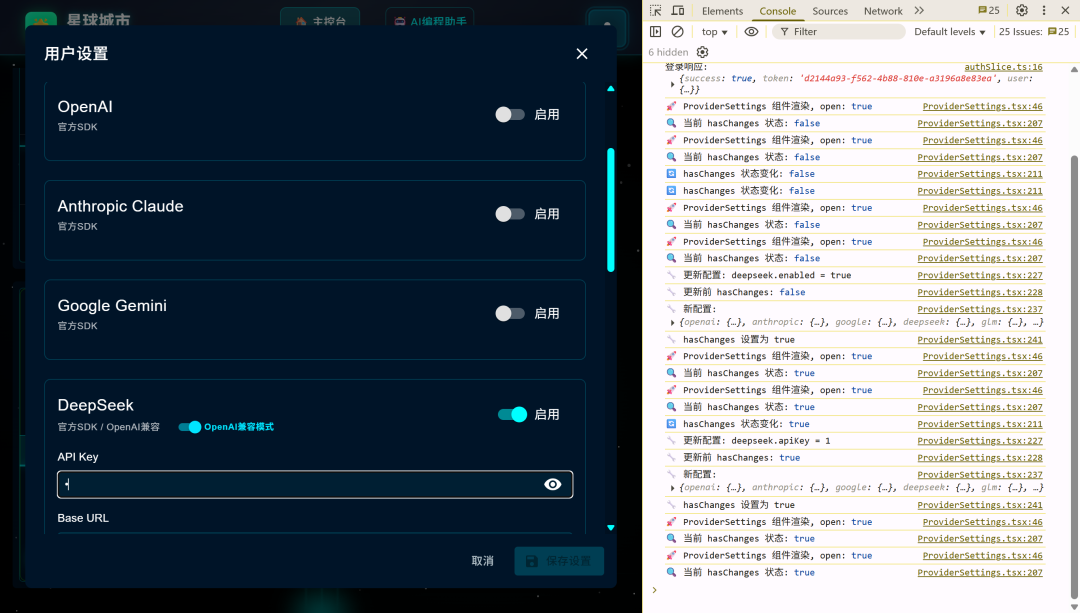 星球城市
主控台
AI编程助手
用户设置
OpenAI
官方SDK
启用
Anthropic Claude
官方SDK
启用
Google Gemini
官方SDK
启用
DeepSeek
官方SDK / OpenAI兼容
OpenAI兼容模式
启用
API Key
Base URL
取消
保存设置
Elements
Console
Sources
Network
25
top
Filter
Default levels
25 Issues: 25
6 hidden
登录响应: authSlice.ts:16
{success: true, token: 'd2144a93-f562-4b88-810e-a3196a8e83ea', user:
{…}}
ProviderSettings 组件渲染, open: true ProviderSettings.tsx:46
当前 hasChanges 状态: false ProviderSettings.tsx:207
ProviderSettings 组件渲染, open: true ProviderSettings.tsx:46
当前 hasChanges 状态: false ProviderSettings.tsx:207
hasChanges 状态变化: false ProviderSettings.tsx:211
hasChanges 状态变化: false ProviderSettings.tsx:211
ProviderSettings 组件渲染, open: true ProviderSettings.tsx:46
当前 hasChanges 状态: false ProviderSettings.tsx:207
ProviderSettings 组件渲染, open: true ProviderSettings.tsx:46
当前 hasChanges 状态: false ProviderSettings.tsx:207
更新配置: deepseek.enabled = true ProviderSettings.tsx:227
更新前 hasChanges: false ProviderSettings.tsx:228
新配置: ProviderSettings.tsx:237
{openai: {…}, anthropic: {…}, google: {…}, deepseek: {…}, glm: {…}, …}
hasChanges 设置为 true ProviderSettings.tsx:241
ProviderSettings 组件渲染, open: true ProviderSettings.tsx:46
当前 hasChanges 状态: true ProviderSettings.tsx:207
ProviderSettings 组件渲染, open: true ProviderSettings.tsx:46
当前 hasChanges 状态: true ProviderSettings.tsx:207
hasChanges 状态变化: true ProviderSettings.tsx:211
更新配置: deepseek.apiKey = 1 ProviderSettings.tsx:227
更新前 hasChanges: true ProviderSettings.tsx:228
新配置: ProviderSettings.tsx:237
{openai: {…}, anthropic: {…}, google: {…}, deepseek: {…}, glm: {…}, …}
hasChanges 设置为 true ProviderSettings.tsx:241
ProviderSettings 组件渲染, open: true ProviderSettings.tsx:46
当前 hasChanges 状态: true ProviderSettings.tsx:207
ProviderSettings 组件渲染, open: true ProviderSettings.tsx:46
当前 hasChanges 状态: true ProviderSettings.tsx:207